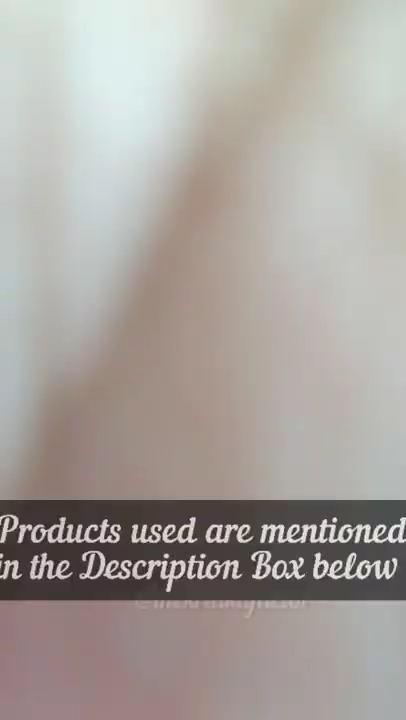 Products used are mentioned
in the Description Box below